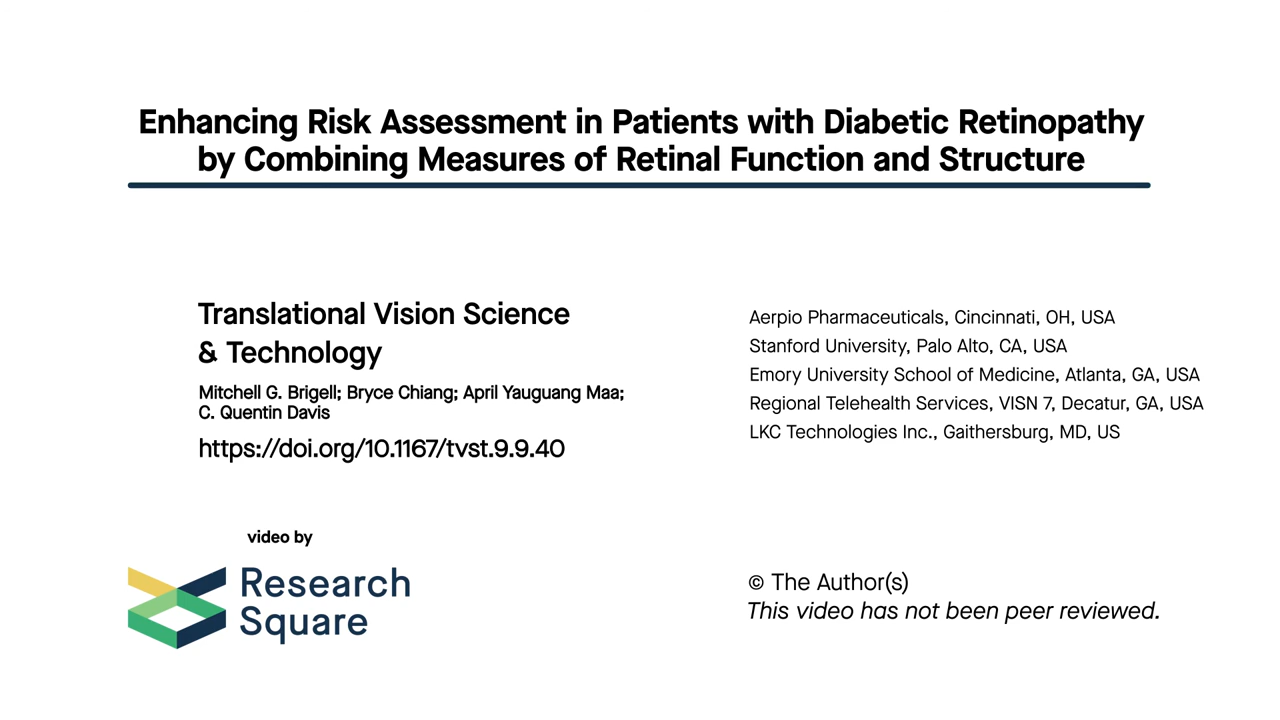 Enhancing Risk Assessment in Patients with Diabetic Retinopathy
by Combining Measures of Retinal Function and Structure
Translational Vision Science
& Technology
Mitchell G. Brigell; Bryce Chiang; April Yauguang Maa;
C. Quentin Davis
https://doi.org/10.1167/tvst.9.9.40
Aerpio Pharmaceuticals, Cincinnati, OH, USA
Stanford University, Palo Alto, CA, USA
Emory University School of Medicine, Atlanta, GA, USA
Regional Telehealth Services, VISN 7, Decatur, GA, USA
LKC Technologies Inc., Gaithersburg, MD, US
video by
Research
Square
© The Author(s)
This video has not been peer reviewed.